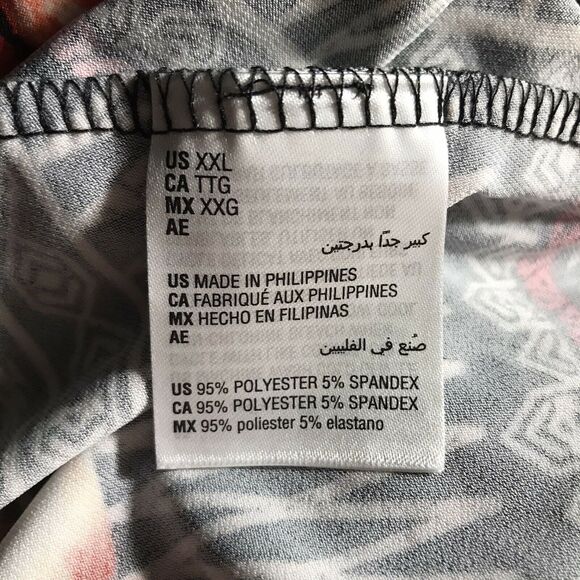 US XXL
CA TTG
MX XXG
AE
كبير جدًا بدرجتين
US MADE IN PHILIPPINES
CA FABRIQUÉ AUX PHILIPPINES
MX HECHO EN FILIPINAS
AE
صُنع في الفليبين
US 95% POLYESTER 5% SPANDEX
CA 95% POLYESTER 5% SPANDEX
MX 95% poliester 5% elastano